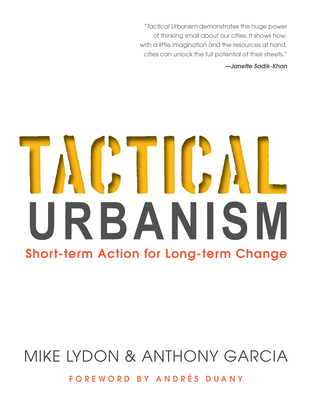 "Tactical Urbanism demonstrates the huge power
of thinking small about our cities. It shows how,
with a little imagination and the resources at hand,
cities can unlock the full potential of their streets."
—Janette Sadik-Khan
TACTICAL
URBANISM
Short-term Action for Long-term Change
MIKE LYDON & ANTHONY GARCIA
FOREWORD BY ANDRÉS DUANY